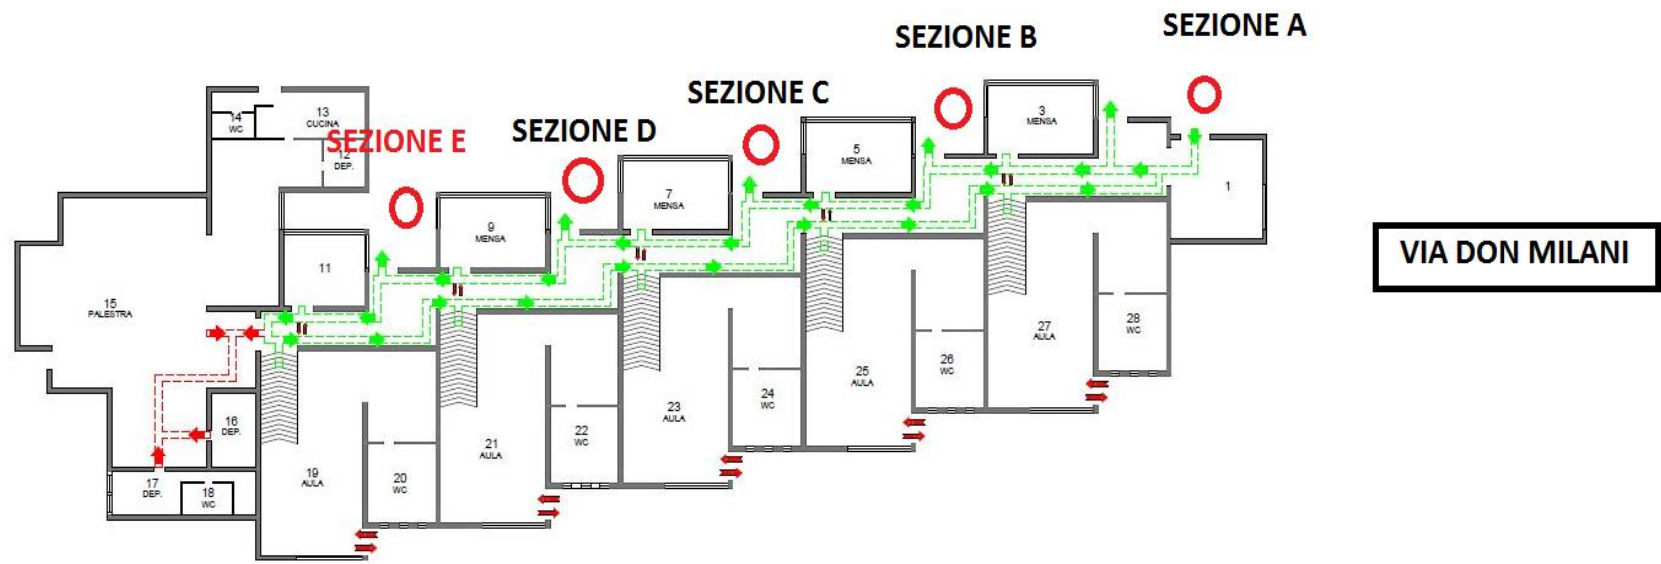 SEZIONE A
SEZIONE B
SEZIONE C
SEZIONE D
SEZIONE E
14
WC
13
CUCINA
12
DEP.
3
MENSA
5
MENSA
7
MENSA
9
MENSA
11
1
15
PALESTRA
VIA DON MILANI
16
DEP.
17
DEP.
18
WC
19
AULA
20
WC
21
AULA
22
WC
23
AULA
24
WC
25
AULA
26
WC
27
AULA
28
WC